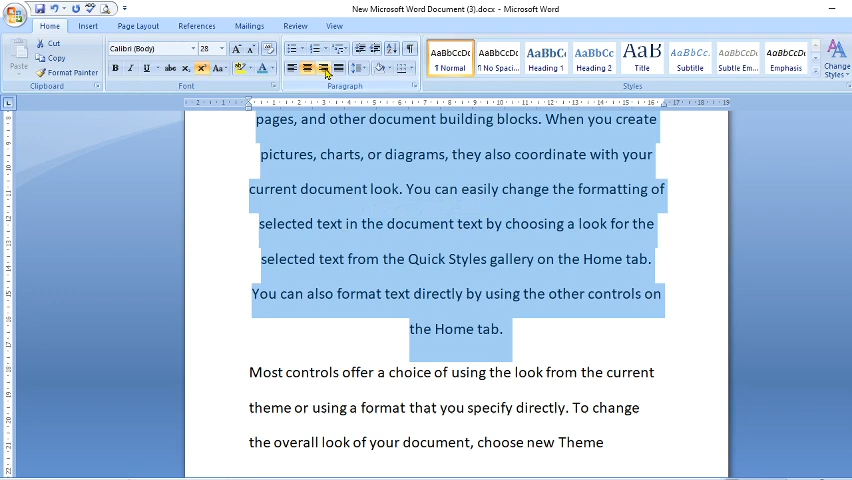 New Microsoft Word Document (3).docx - Microsoft Word
Home Insert Page Layout References Mailings Review View
Cut
Copy
Format Painter
Paste
Clipboard
Calibri (Body) 28
B I U abc X₂ X² Aa
Font
Paragraph
AaBbCcDc AaBbCcDc AaBbCc AaBbCc AaB AaBbCc. AaBbCcDc AaBbCcDc
¶ Normal ¶ No Spaci... Heading 1 Heading 2 Title Subtitle Subtle Em... Emphasis
Change
Styles
Styles
pages, and other document building blocks. When you create
pictures, charts, or diagrams, they also coordinate with your
current document look. You can easily change the formatting of
selected text in the document text by choosing a look for the
selected text from the Quick Styles gallery on the Home tab.
You can also format text directly by using the other controls on
the Home tab.
Most controls offer a choice of using the look from the current
theme or using a format that you specify directly. To change
the overall look of your document, choose new Theme